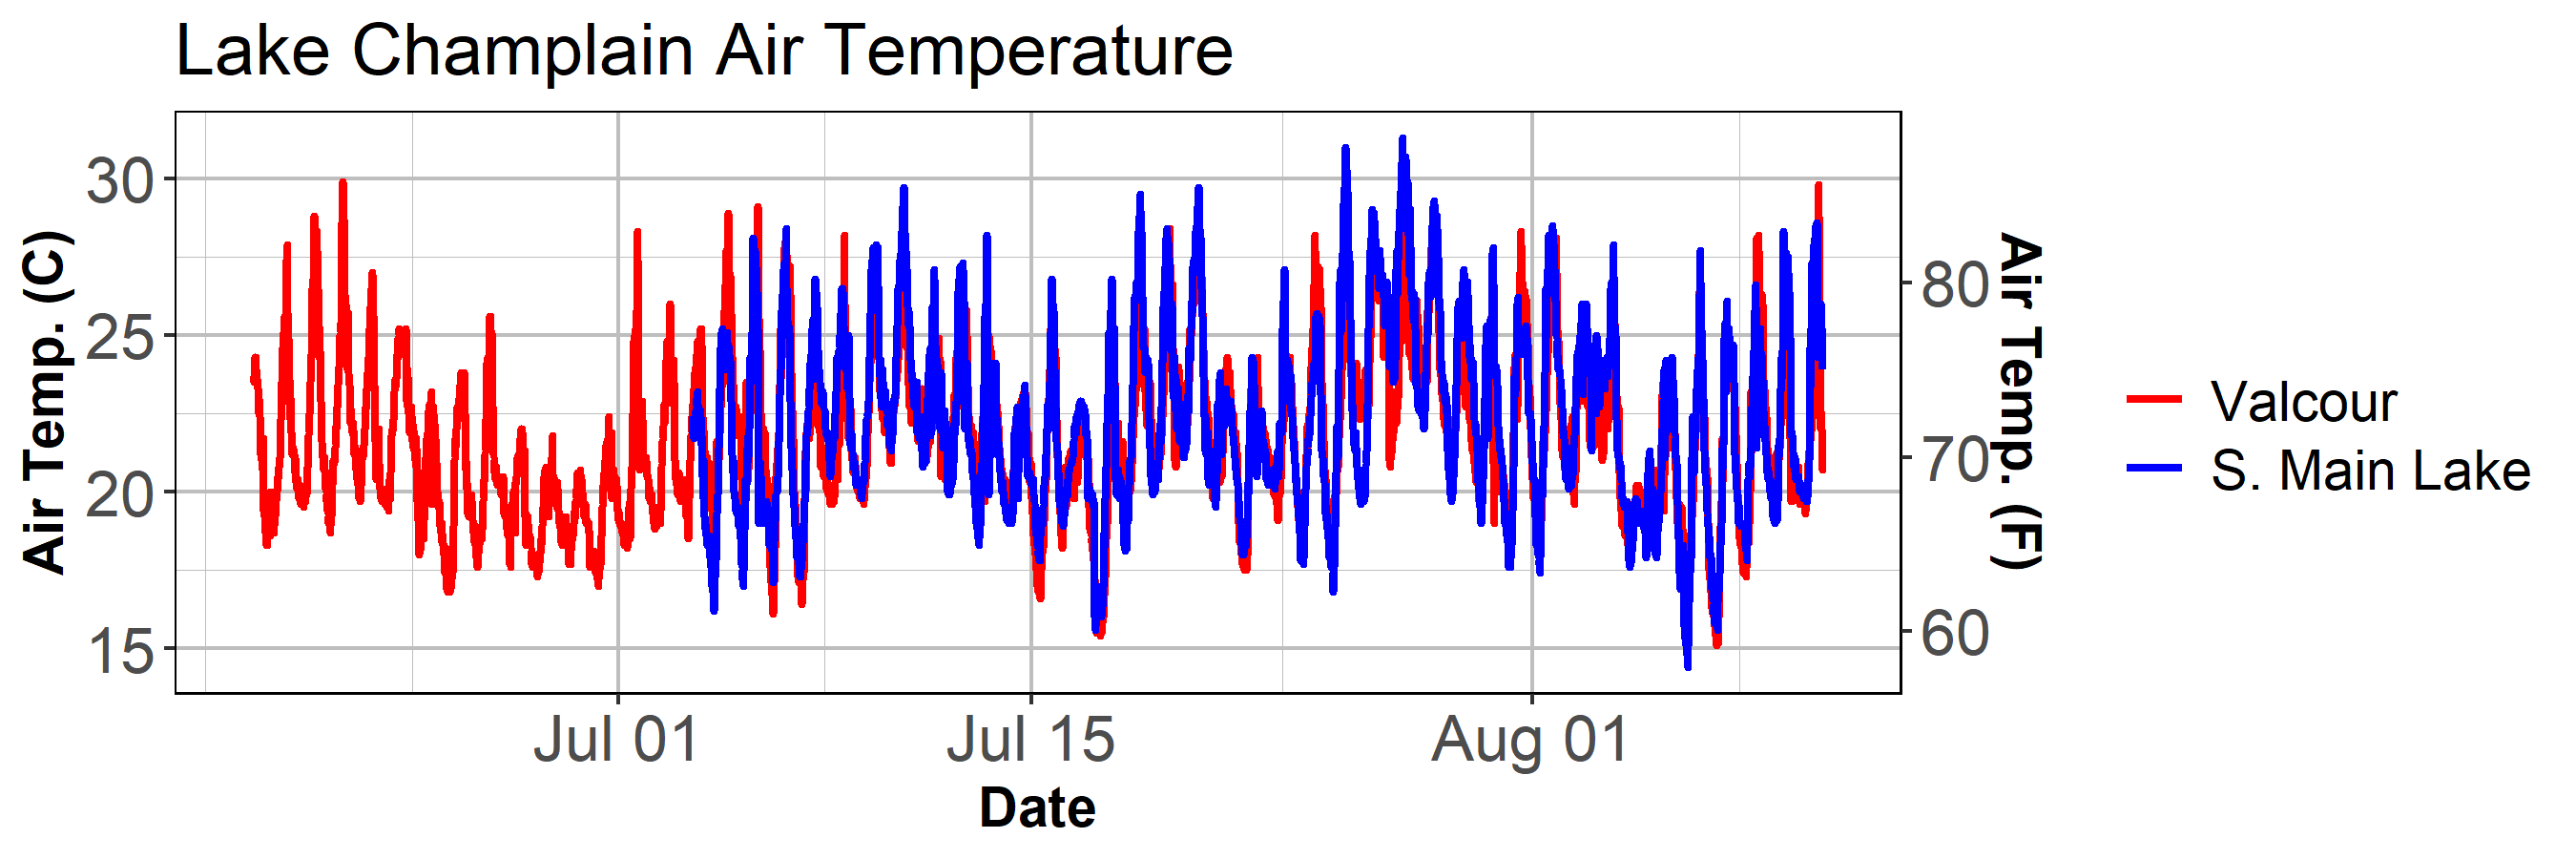 Lake Champlain Air Temperature
Air Temp. (C)
30
25
20
15
Jul 01
Jul 15
Aug 01
Date
80
70
60
Air Temp. (F)
Valcour
S. Main Lake